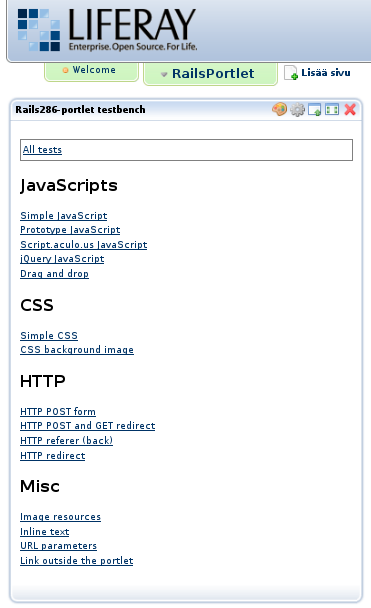 LIFERAY
Enterprise. Open Source. For Life.
Welcome
RailsPortlet
Lisää sivu
Rails286-portlet testbench
All tests
JavaScripts
Simple JavaScript
Prototype JavaScript
Script.aculo.us JavaScript
jQuery JavaScript
Drag and drop
CSS
Simple CSS
CSS background image
HTTP
HTTP POST form
HTTP POST and GET redirect
HTTP referer (back)
HTTP redirect
Misc
Image resources
Inline text
URL parameters
Link outside the portlet